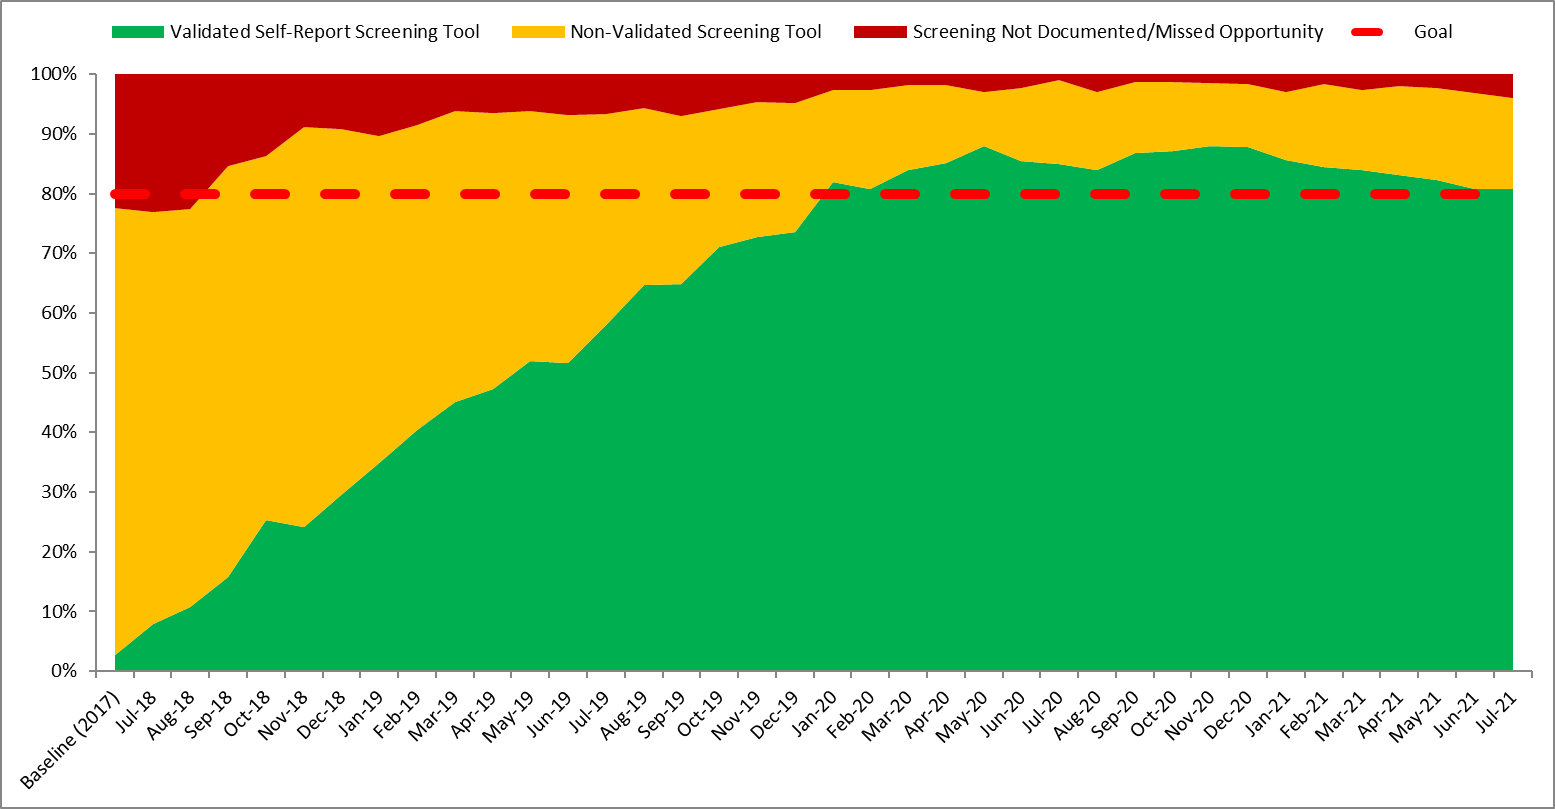 Validated Self-Report Screening Tool Non-Validated Screening Tool Screening Not Documented/Missed Opportunity Goal
100%
90%
80%
70%
60%
50%
40%
30%
20%
10%
0%
Baseline (2017)
Jul-18
Aug-18
Sep-18
Oct-18
Nov-18
Dec-18
Jan-19
Feb-19
Mar-19
Apr-19
May-19
Jun-19
Jul-19
Aug-19
Sep-19
Oct-19
Nov-19
Dec-19
Jan-20
Feb-20
Mar-20
Apr-20
May-20
Jun-20
Jul-20
Aug-20
Sep-20
Oct-20
Nov-20
Dec-20
Jan-21
Feb-21
Mar-21
Apr-21
May-21
Jun-21
Jul-21